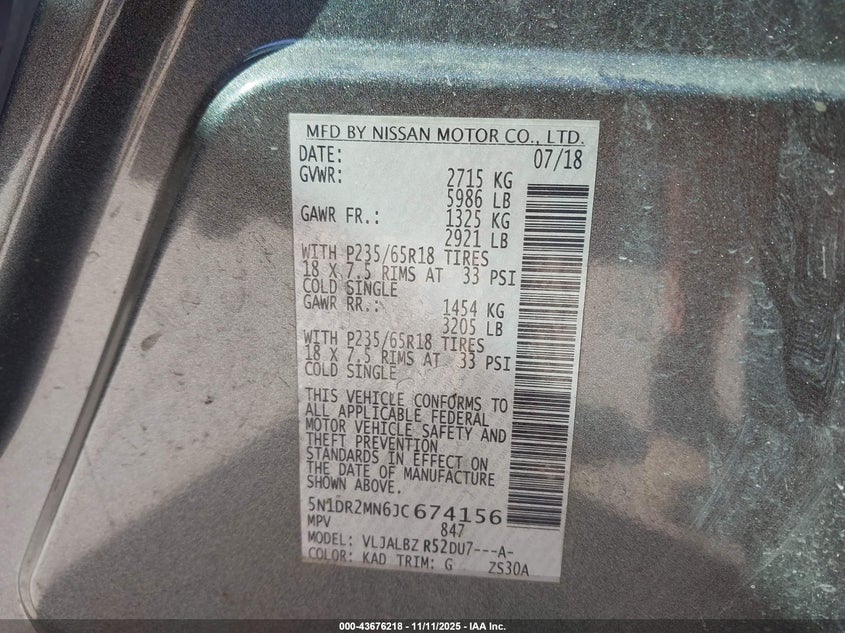 MFD BY NISSAN MOTOR CO., LTD.
DATE: 07/18
GVWR: 2715 KG
5986 LB
GAWR FR.: 1325 KG
2921 LB
WITH P235/65R18 TIRES
18 X 7.5 RIMS AT 33 PSI
COLD SINGLE
GAWR RR.: 1454 KG
3205 LB
WITH P235/65R18 TIRES
18 X 7.5 RIMS AT 33 PSI
COLD SINGLE
THIS VEHICLE CONFORMS TO
ALL APPLICABLE FEDERAL
MOTOR VEHICLE SAFETY AND
THEFT PREVENTION
STANDARDS IN EFFECT ON
THE DATE OF MANUFACTURE
SHOWN ABOVE.
5N1DR2MN6JC674156
MPV 847
MODEL: VLJALBZ R52DU7---A-
COLOR: KAD TRIM: G ZS30A
000-43676218 - 11/11/2025 - IAA Inc.